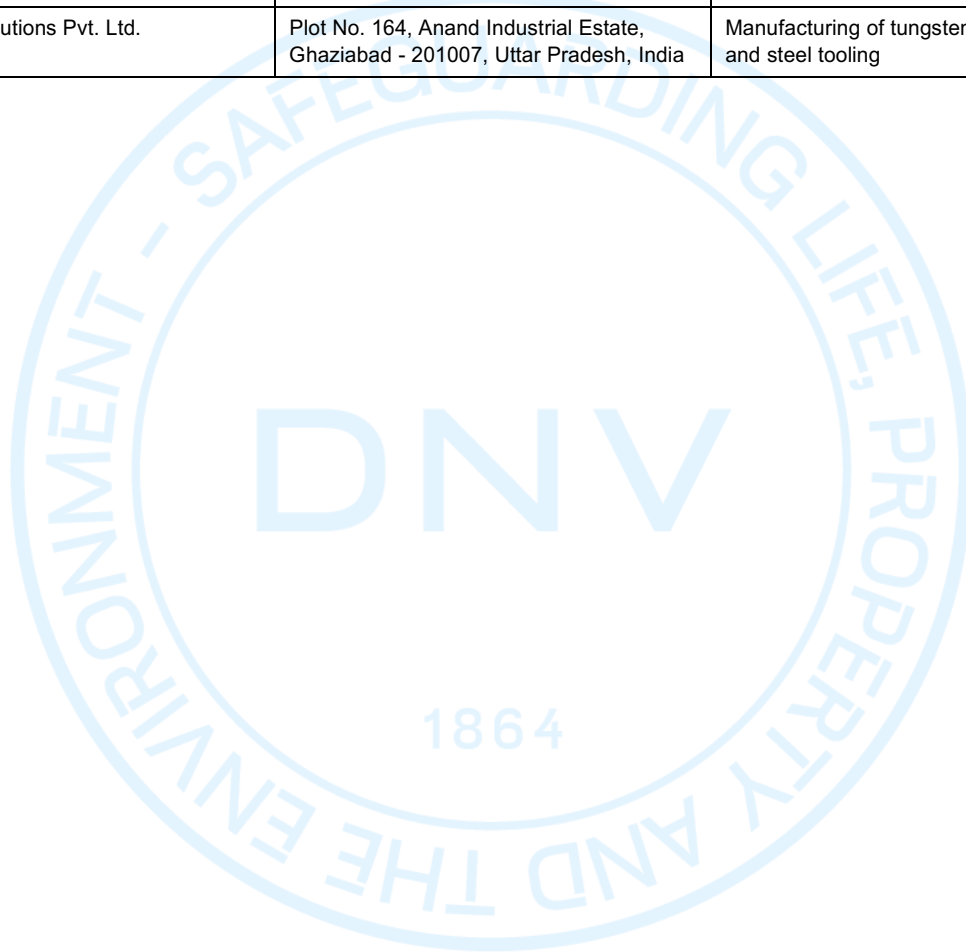 utions Pvt. Ltd.
Plot No. 164, Anand Industrial Estate,
Ghaziabad - 201007, Uttar Pradesh, India
Manufacturing of tungsten
and steel tooling
SAFEGUARDING LIFE, PROPERTY AND THE ENVIRONMENT -
DNV
1864